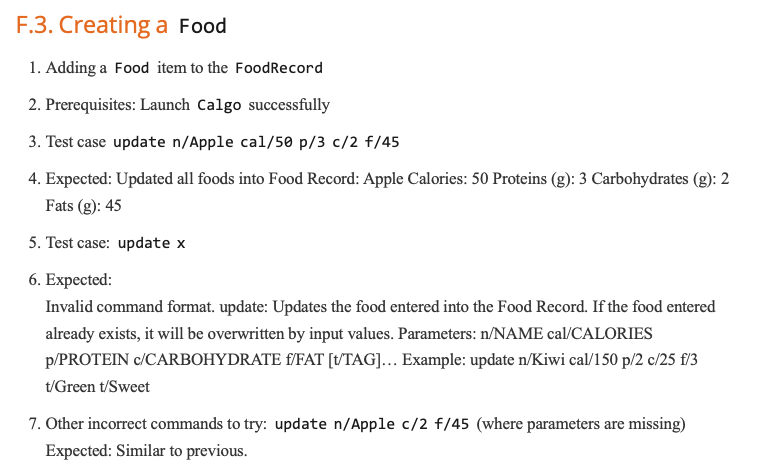 F.3. Creating a Food
1. Adding a Food item to the FoodRecord
2. Prerequisites: Launch Calgo successfully
3. Test case update n/Apple cal/50 p/3 c/2 f/45
4. Expected: Updated all foods into Food Record: Apple Calories: 50 Proteins (g): 3 Carbohydrates (g): 2
Fats (g): 45
5. Test case: update x
6. Expected:
Invalid command format. update: Updates the food entered into the Food Record. If the food entered
already exists, it will be overwritten by input values. Parameters: n/NAME cal/CALORIES
p/PROTEIN c/CARBOHYDRATE f/FAT [t/TAG]… Example: update n/Kiwi cal/150 p/2 c/25 f/3
t/Green t/Sweet
7. Other incorrect commands to try: update n/Apple c/2 f/45 (where parameters are missing)
Expected: Similar to previous.